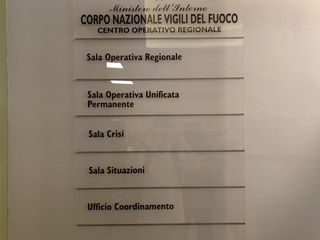 Ministero dell'Interno
CORPO NAZIONALE VIGILI DEL FUOCO
CENTRO OPERATIVO REGIONALE
Sala Operativa Regionale
Sala Operativa Unificata
Permanente
Sala Crisi
Sala Situazioni
Ufficio Coordinamento